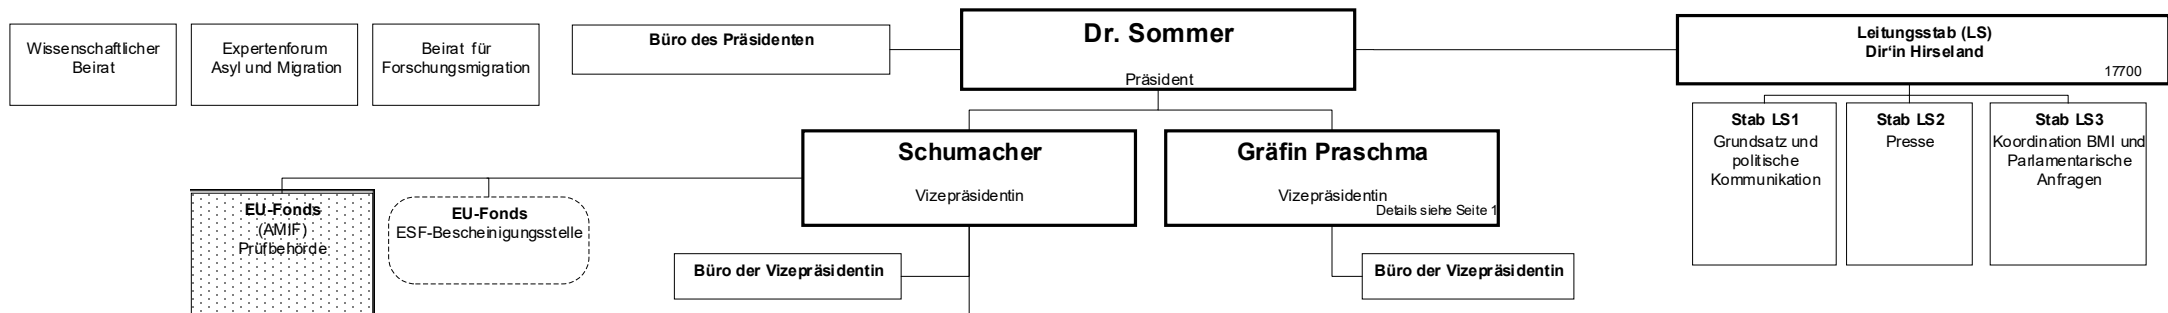 Wissenschaftlicher
Beirat
Expertenforum
Asyl und Migration
Beirat für
Forschungsmigration
Büro des Präsidenten
Dr. Sommer
Präsident
Leitungsstab (LS)
Dir'in Hirseland
17700
Stab LS1
Grundsatz und
politische
Kommunikation
Stab LS2
Presse
Stab LS3
Koordination BMI und
Parlamentarische
Anfragen
Schumacher
Vizepräsidentin
Gräfin Praschma
Vizepräsidentin
Details siehe Seite 1
EU-Fonds
(AMIF)
Prüfbehörde
EU-Fonds
ESF-Bescheinigungsstelle
Büro der Vizepräsidentin
Büro der Vizepräsidentin